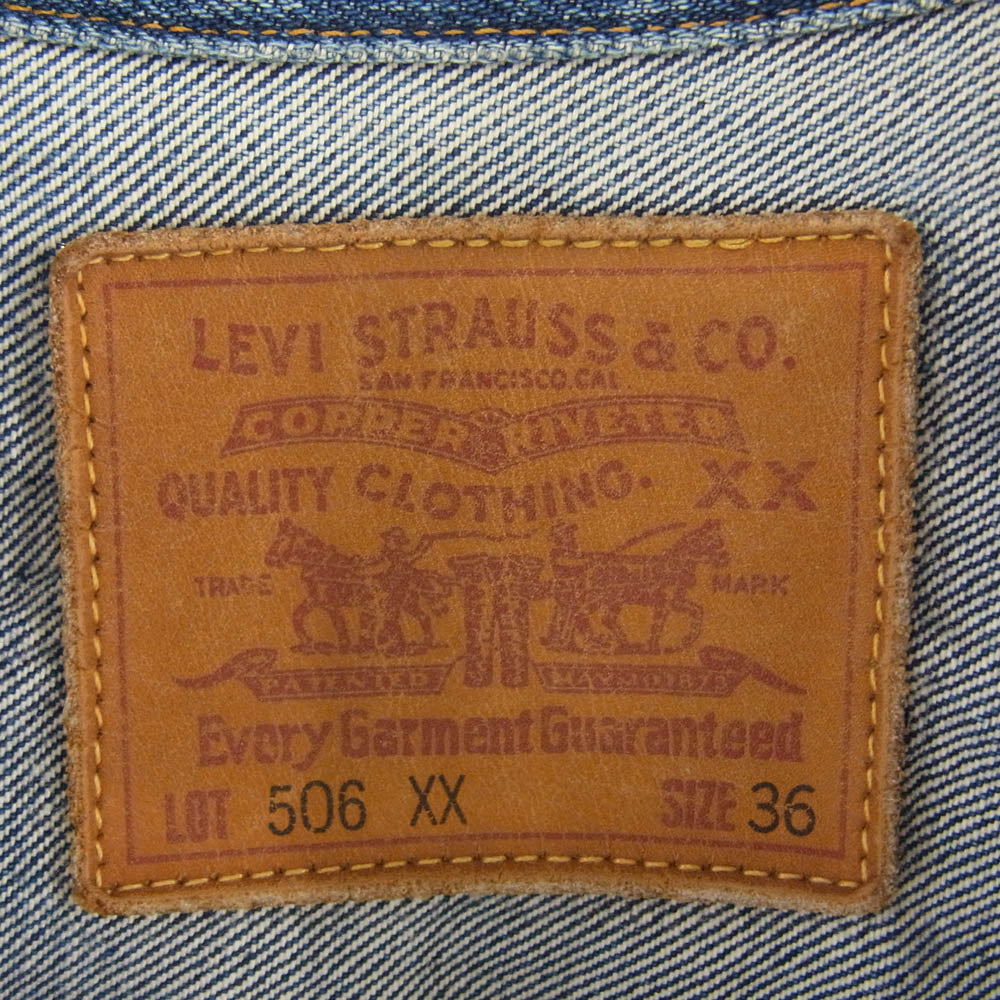 LEVI STRAUSS & CO.
SAN FRANCISCO, CAL.
COPPER RIVETED
QUALITY CLOTHING. XX
TRADE MARK
PATENTED MAY 20 1873
Every Garment Guaranteed
LOT 506 XX SIZE 36